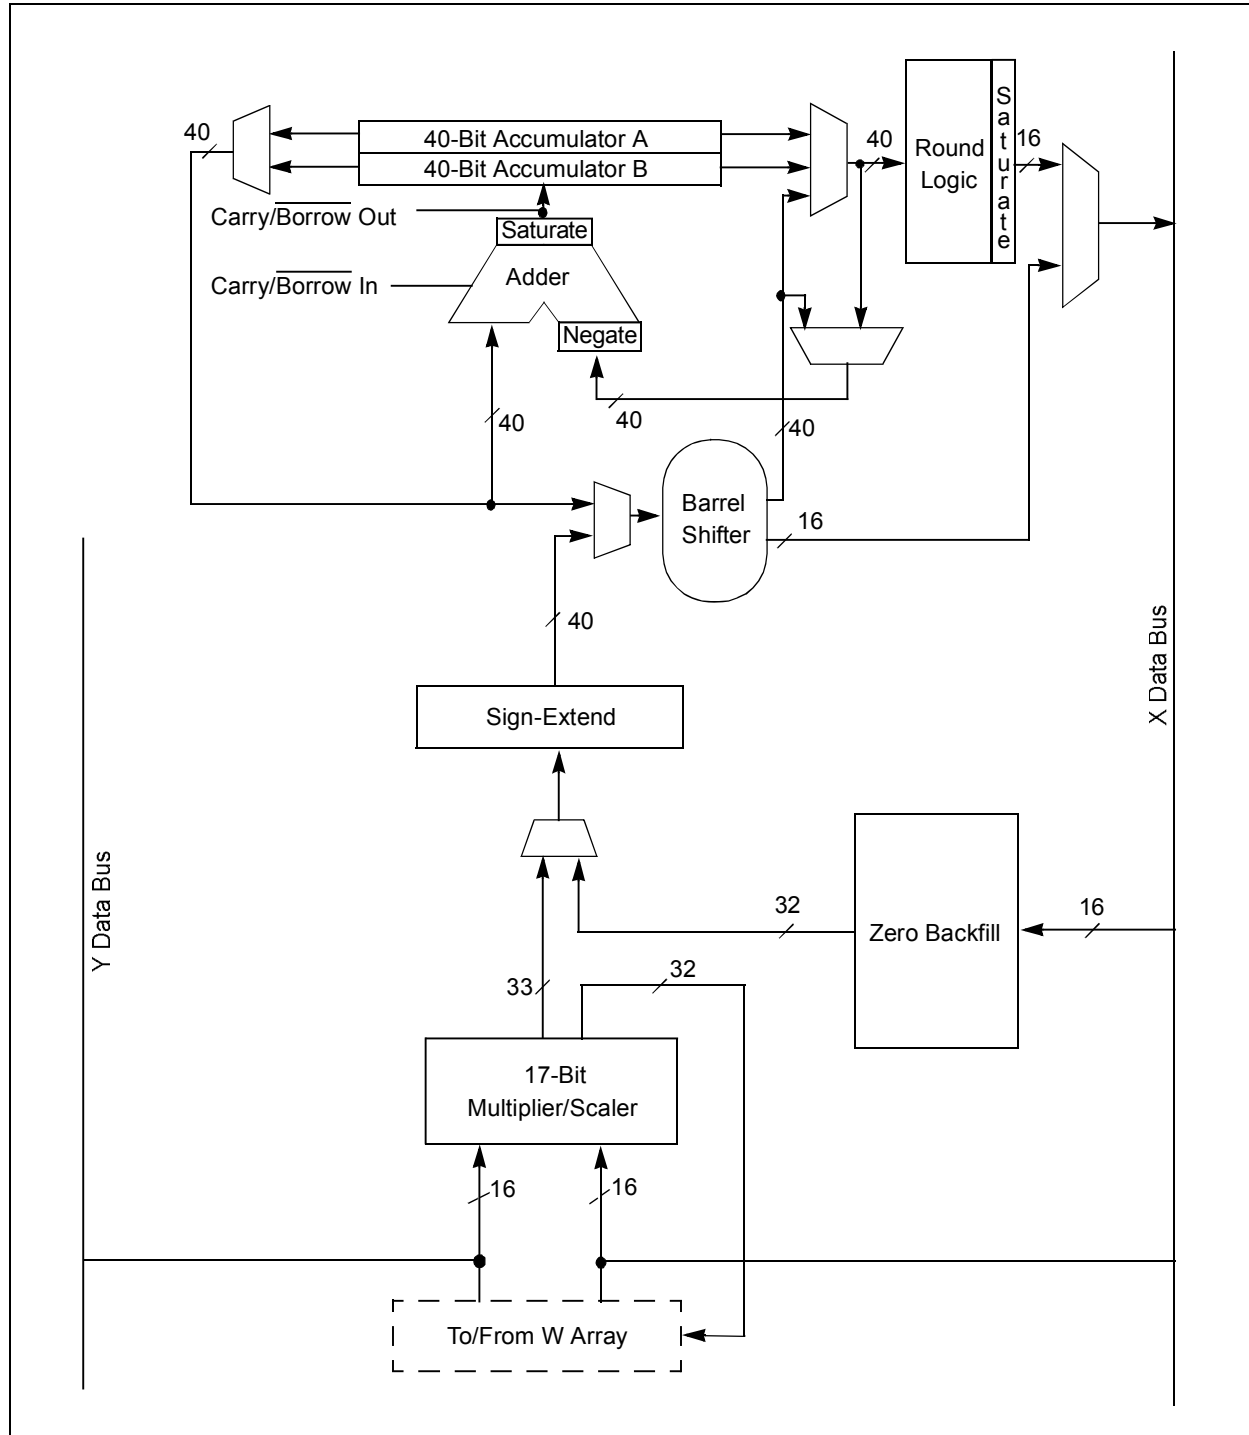 40
40-Bit Accumulator A
40-Bit Accumulator B
Carry/Borrow Out
Saturate
Carry/Borrow In
Adder
Negate
40
Round
Logic
Saturate
16
40
40
40
Barrel
Shifter
16
40
X Data Bus
Sign-Extend
Y Data Bus
32
Zero Backfill
16
33
32
17-Bit
Multiplier/Scaler
16
16
To/From W Array